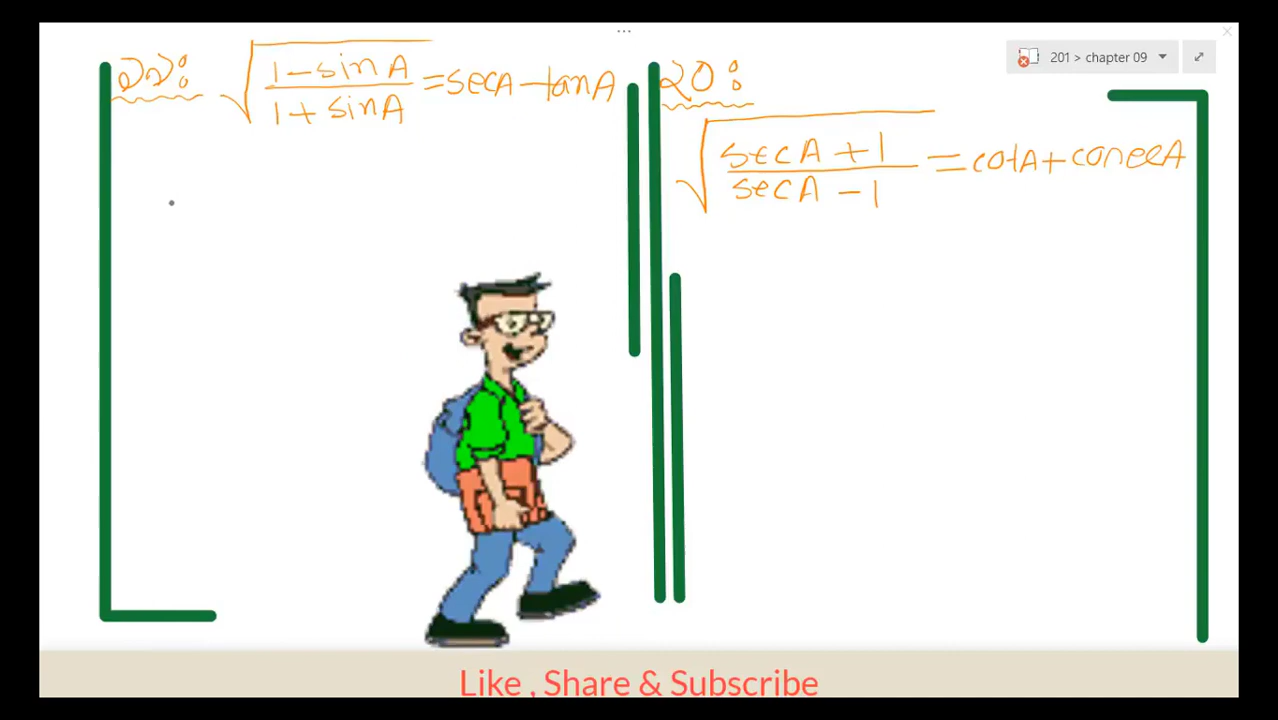 ১৯ঃ √(1-sinA / 1+sinA) = secA-tanA
20ঃ
√(secA+1 / secA-1) = cotA+cosecA
201 > chapter 09
Like , Share & Subscribe